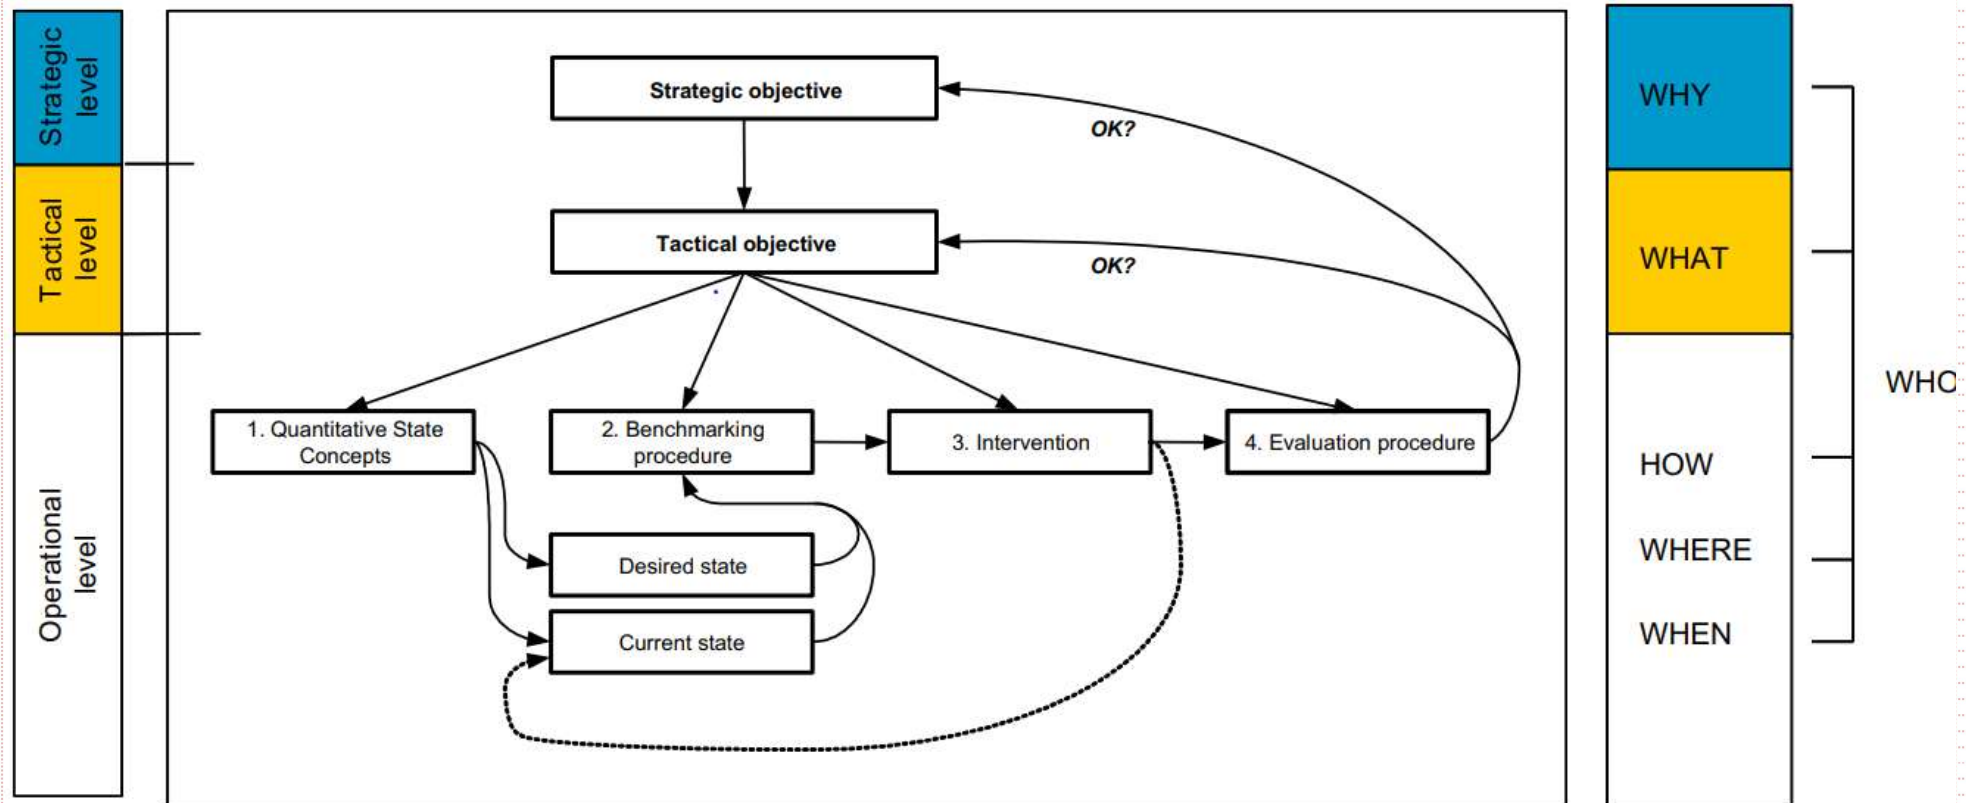 Strategic
level
Tactical
level
Operational
level
Strategic objective
OK?
Tactical objective
OK?
1. Quantitative State
Concepts
2. Benchmarking
procedure
3. Intervention
4. Evaluation procedure
Desired state
Current state
WHY
WHAT
HOW
WHERE
WHEN
WHO